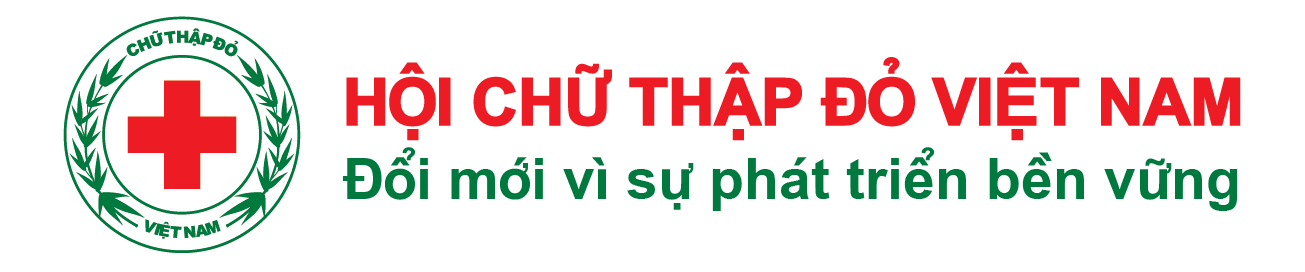 CHỮ THẬP ĐỎ
VIỆT NAM
HỘI CHỮ THẬP ĐỎ VIỆT NAM
Đổi mới vì sự phát triển bền vững